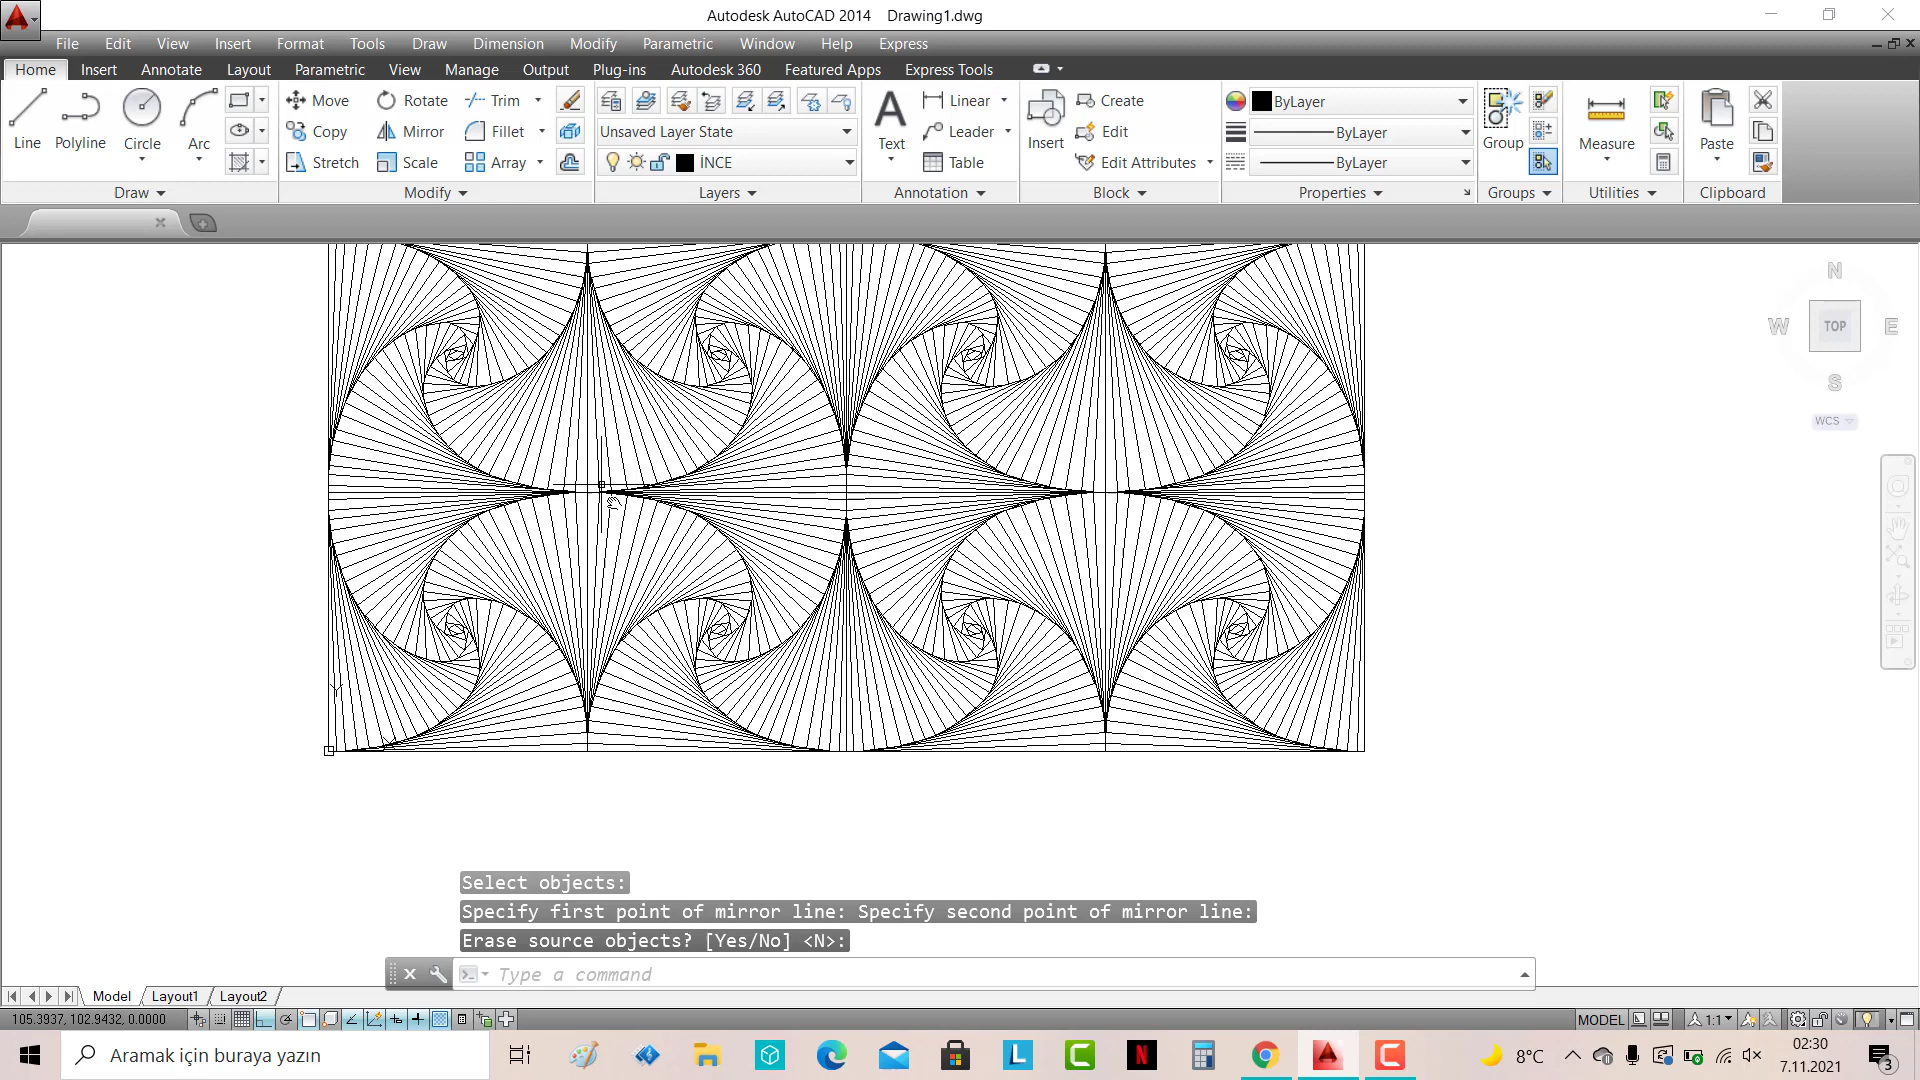 Autodesk AutoCAD 2014 Drawing1.dwg
File Edit View Insert Format Tools Draw Dimension Modify Parametric Window Help Express
Home Insert Annotate Layout Parametric View Manage Output Plug-ins Autodesk 360 Featured Apps Express Tools
Line Polyline Circle Arc
Move Rotate Trim
Copy Mirror Fillet
Stretch Scale Array
Unsaved Layer State
İNCE
Text
Linear
Leader
Table
Insert
Create
Edit
Edit Attributes
ByLayer
ByLayer
ByLayer
Group
Measure
Paste
Draw Modify Layers Annotation Block Properties Groups Utilities Clipboard
N
W TOP E
S
WCS
Y
X
Select objects:
Specify first point of mirror line: Specify second point of mirror line:
Erase source objects? [Yes/No] <N>:
Type a command
Model Layout1 Layout2
105.3937, 102.9432, 0.0000
MODEL
1:1
Aramak için buraya yazın
8°C
02:30
7.11.2021
3